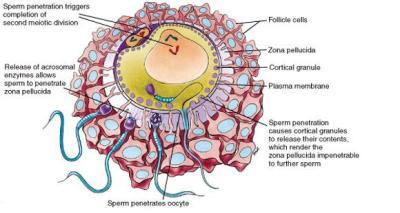 Sperm penetration triggers
completion of
second meiotic division
Release of acrosomal
enzymes allows
sperm to penetrate
zona pellucida
Follicle cells
Zona pellucida
Cortical granule
Plasma membrane
Sperm penetration
causes cortical granules
to release their contents,
which render the
zona pellucida impenetrable
to further sperm
Sperm penetrates oocyte